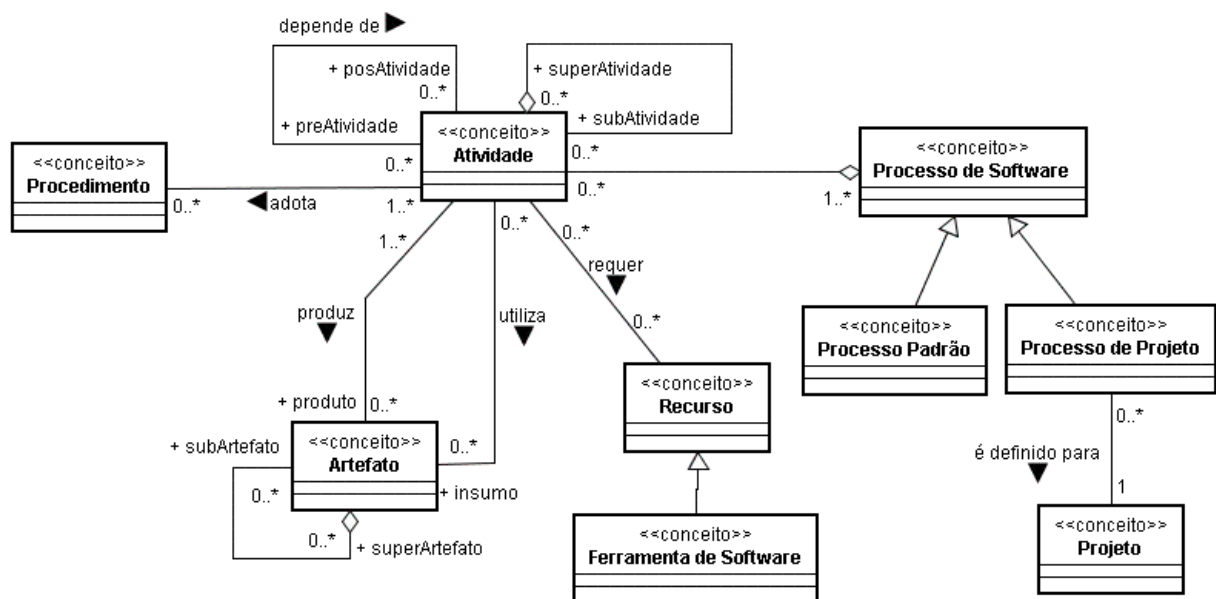 depende de
+ posAtividade
0..*
+ preAtividade
0..*
+ superAtividade
0..*
+ subAtividade
0..*
<<conceito>>
Atividade
<<conceito>>
Procedimento
0..*
adota
1..*
0..*
1..*
<<conceito>>
Processo de Software
1..*
produz
0..*
utiliza
0..*
requer
0..*
<<conceito>>
Processo Padrão
<<conceito>>
Processo de Projeto
+ produto
0..*
<<conceito>>
Artefato
0..*
+ insumo
+ subArtefato
0..*
0..*
+ superArtefato
<<conceito>>
Recurso
<<conceito>>
Ferramenta de Software
0..*
é definido para
1
<<conceito>>
Projeto